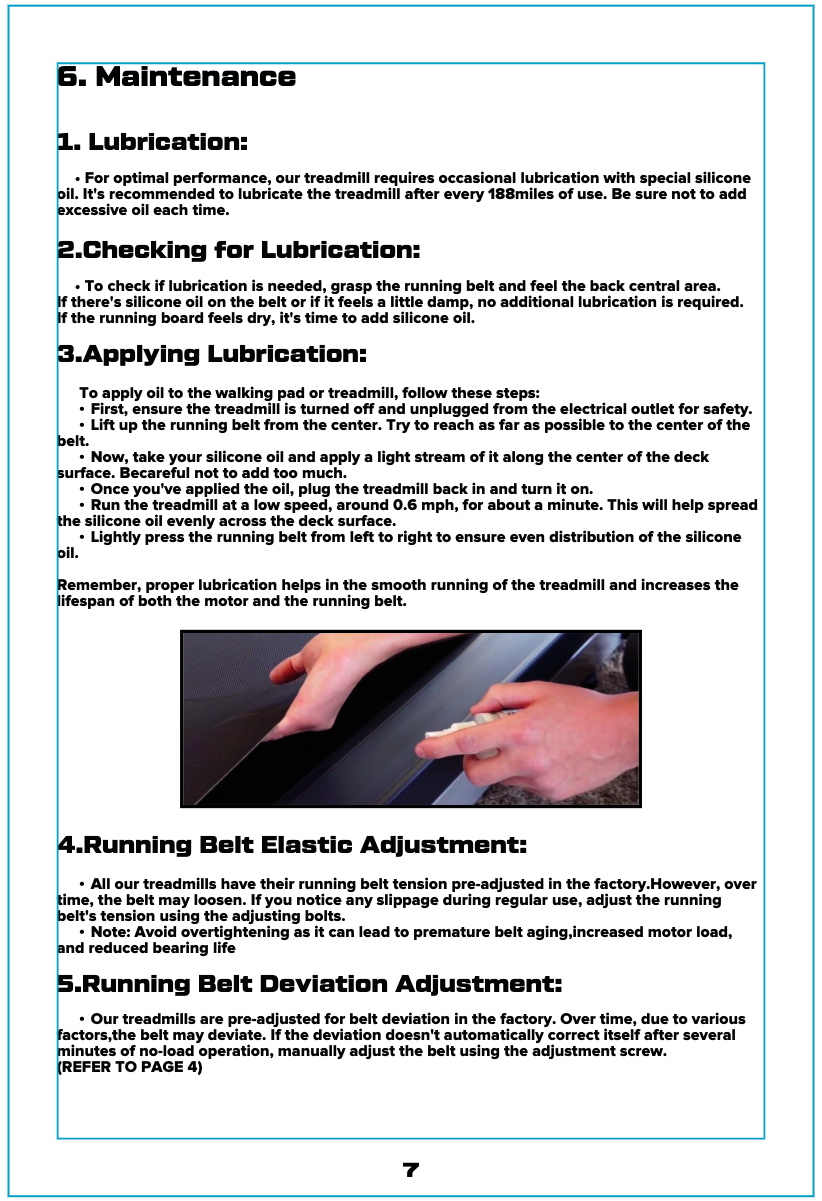 6. Maintenance
1. Lubrication:
• For optimal performance, our treadmill requires occasional lubrication with special silicone
oil. It's recommended to lubricate the treadmill after every 188miles of use. Be sure not to add
excessive oil each time.
2.Checking for Lubrication:
• To check if lubrication is needed, grasp the running belt and feel the back central area.
If there's silicone oil on the belt or if it feels a little damp, no additional lubrication is required.
If the running board feels dry, it's time to add silicone oil.
3.Applying Lubrication:
To apply oil to the walking pad or treadmill, follow these steps:
• First, ensure the treadmill is turned off and unplugged from the electrical outlet for safety.
• Lift up the running belt from the center. Try to reach as far as possible to the center of the
belt.
• Now, take your silicone oil and apply a light stream of it along the center of the deck
surface. Becareful not to add too much.
• Once you've applied the oil, plug the treadmill back in and turn it on.
• Run the treadmill at a low speed, around 0.6 mph, for about a minute. This will help spread
the silicone oil evenly across the deck surface.
• Lightly press the running belt from left to right to ensure even distribution of the silicone
oil.
Remember, proper lubrication helps in the smooth running of the treadmill and increases the
lifespan of both the motor and the running belt.
4.Running Belt Elastic Adjustment:
• All our treadmills have their running belt tension pre-adjusted in the factory.However, over
time, the belt may loosen. If you notice any slippage during regular use, adjust the running
belt's tension using the adjusting bolts.
• Note: Avoid overtightening as it can lead to premature belt aging,increased motor load,
and reduced bearing life
5.Running Belt Deviation Adjustment:
• Our treadmills are pre-adjusted for belt deviation in the factory. Over time, due to various
factors,the belt may deviate. If the deviation doesn't automatically correct itself after several
minutes of no-load operation, manually adjust the belt using the adjustment screw.
(REFER TO PAGE 4)
7